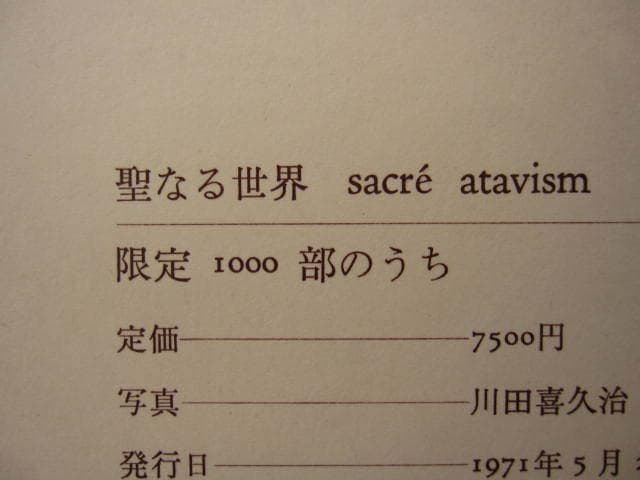 聖なる世界 sacré atavism
限定 1000 部のうち
定価──────────7500円
写真──────────川田喜久治
発行日─────────1971年5月